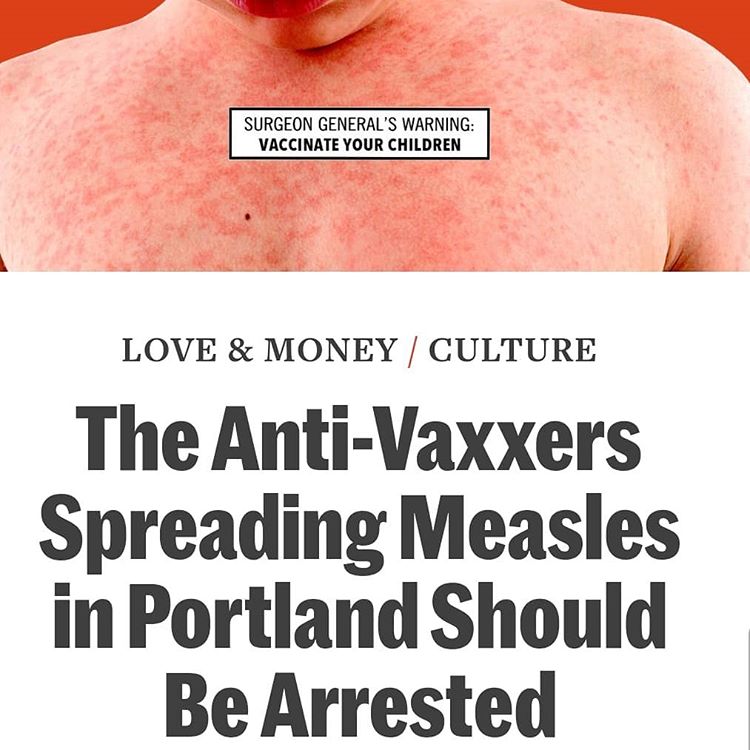 SURGEON GENERAL'S WARNING:
VACCINATE YOUR CHILDREN
LOVE & MONEY / CULTURE
The Anti-Vaxxers
Spreading Measles
in Portland Should
Be Arrested